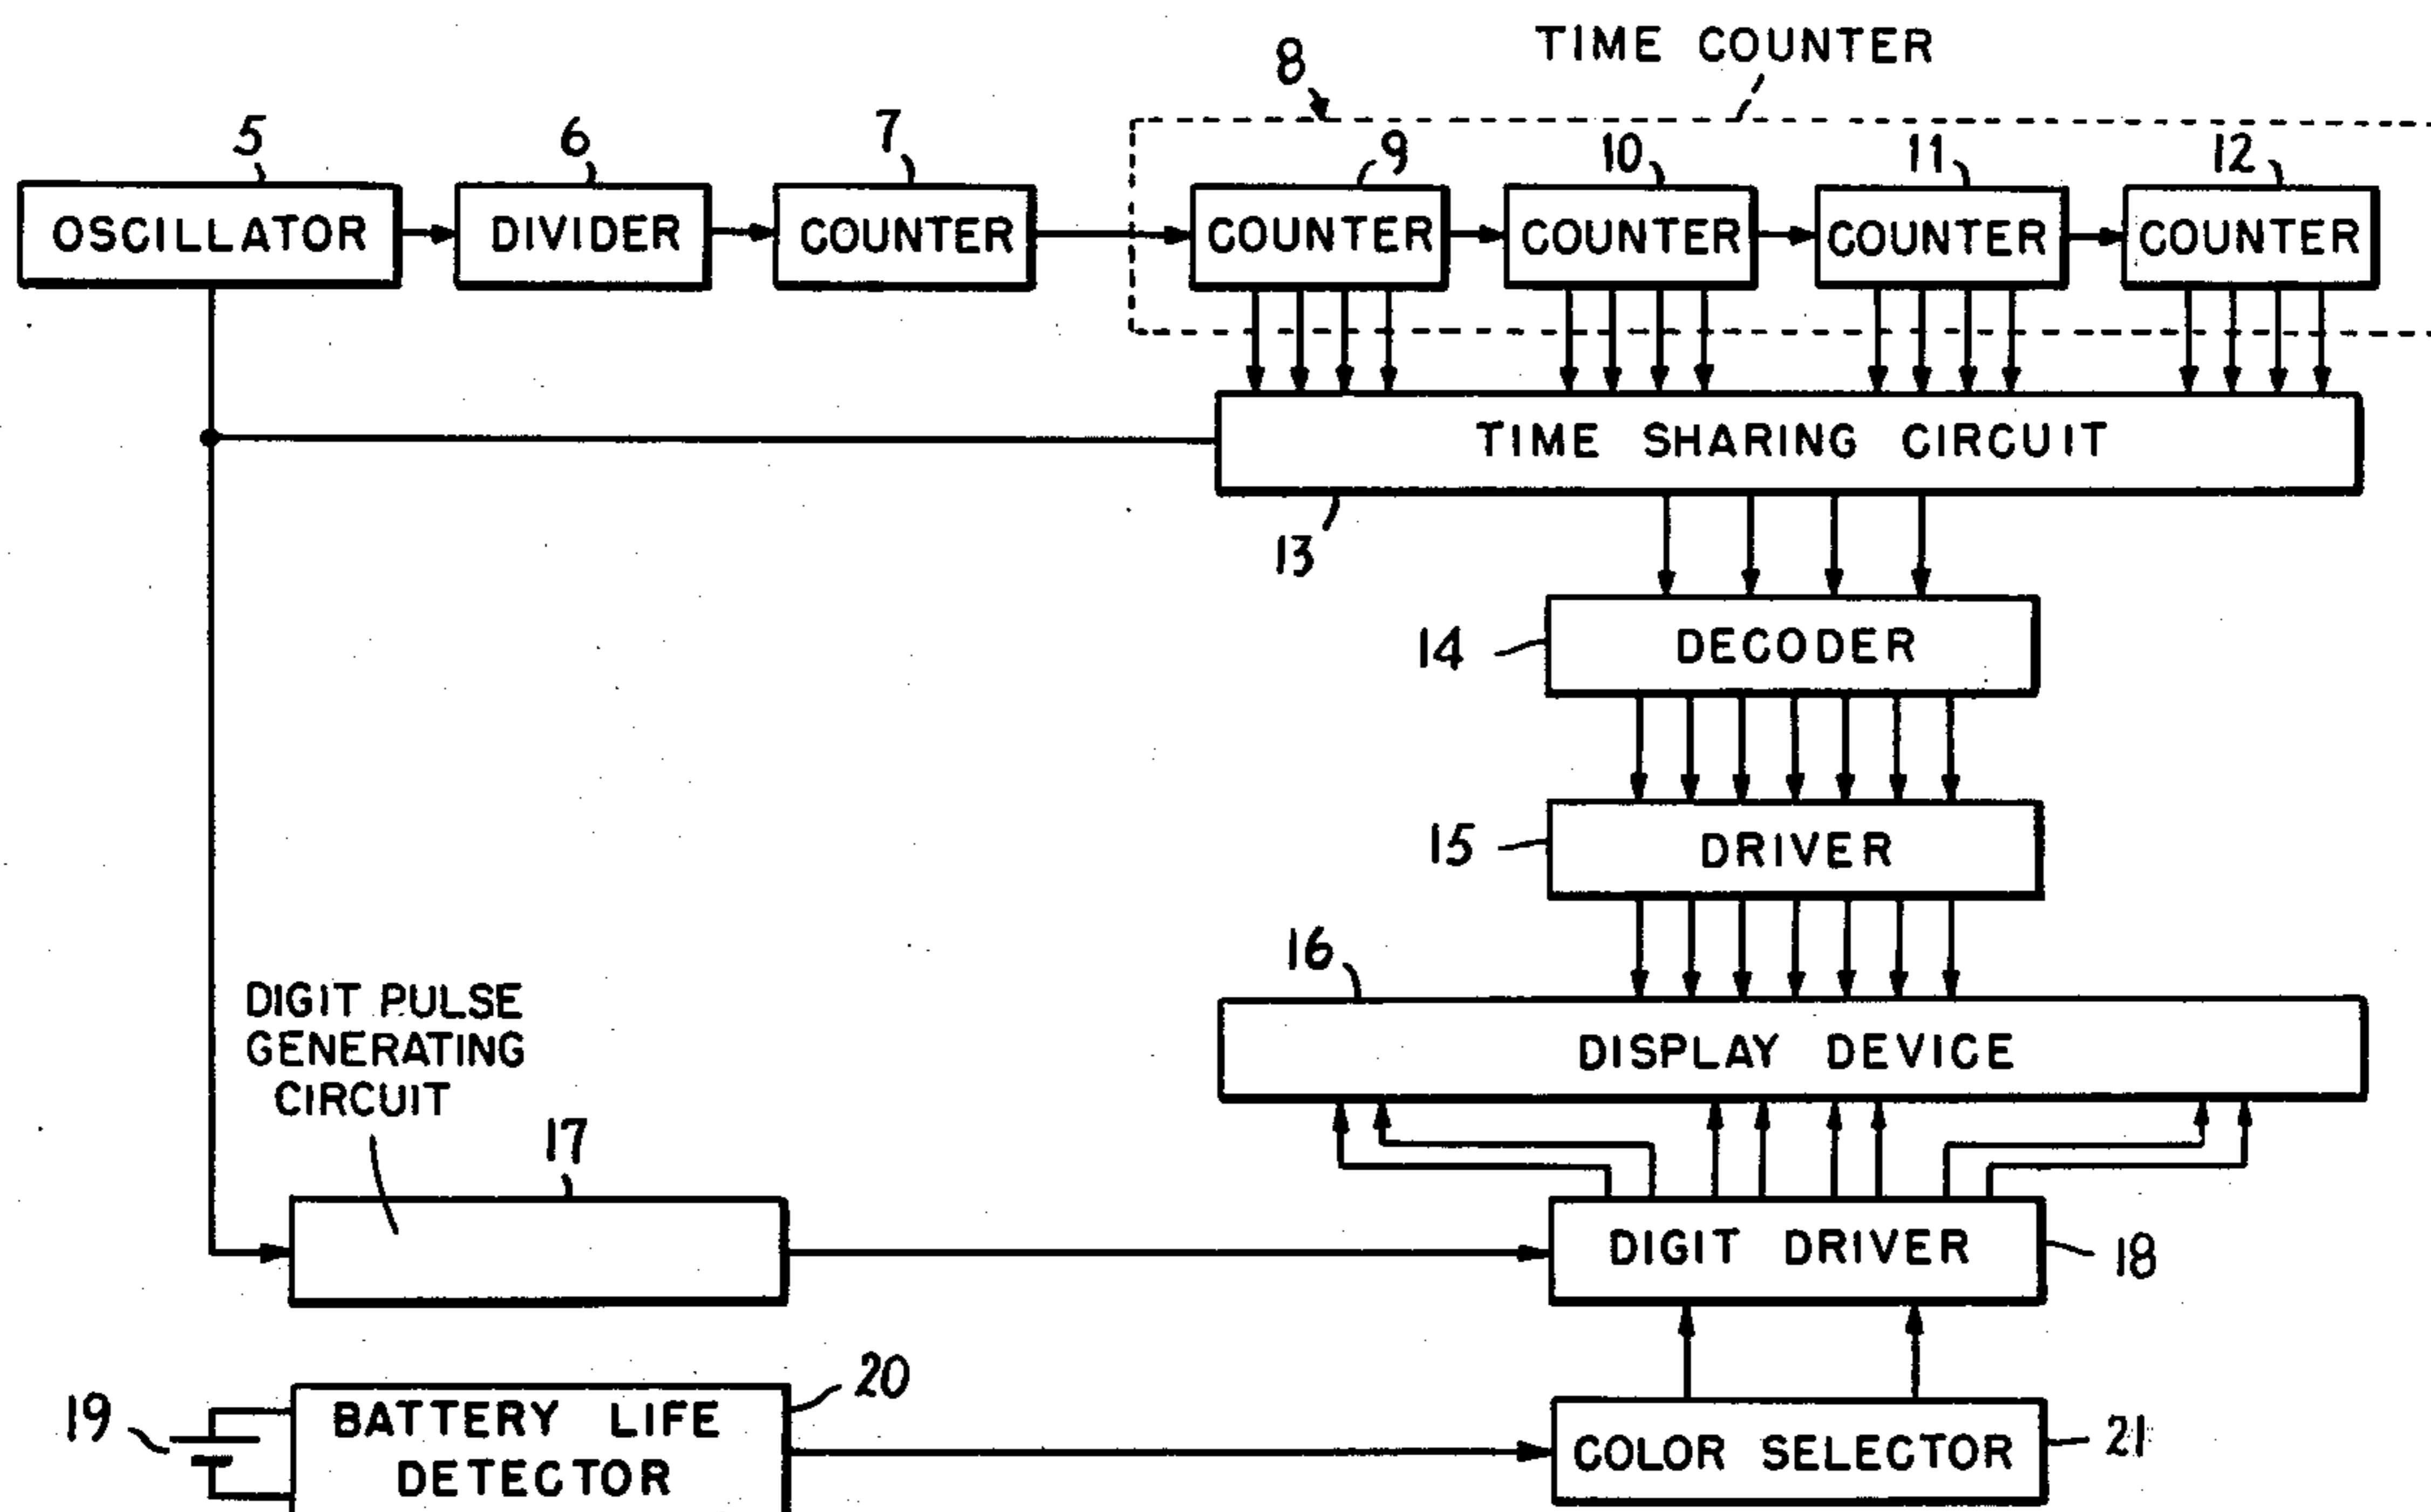 TIME COUNTER
8
5 6 7 9 10 11 12
OSCILLATOR DIVIDER COUNTER COUNTER COUNTER COUNTER COUNTER
TIME SHARING CIRCUIT
13
14 DECODER
15 DRIVER
16
DISPLAY DEVICE
DIGIT PULSE
GENERATING
CIRCUIT
17
DIGIT DRIVER 18
20
19 BATTERY LIFE
DETECTOR
COLOR SELECTOR 21